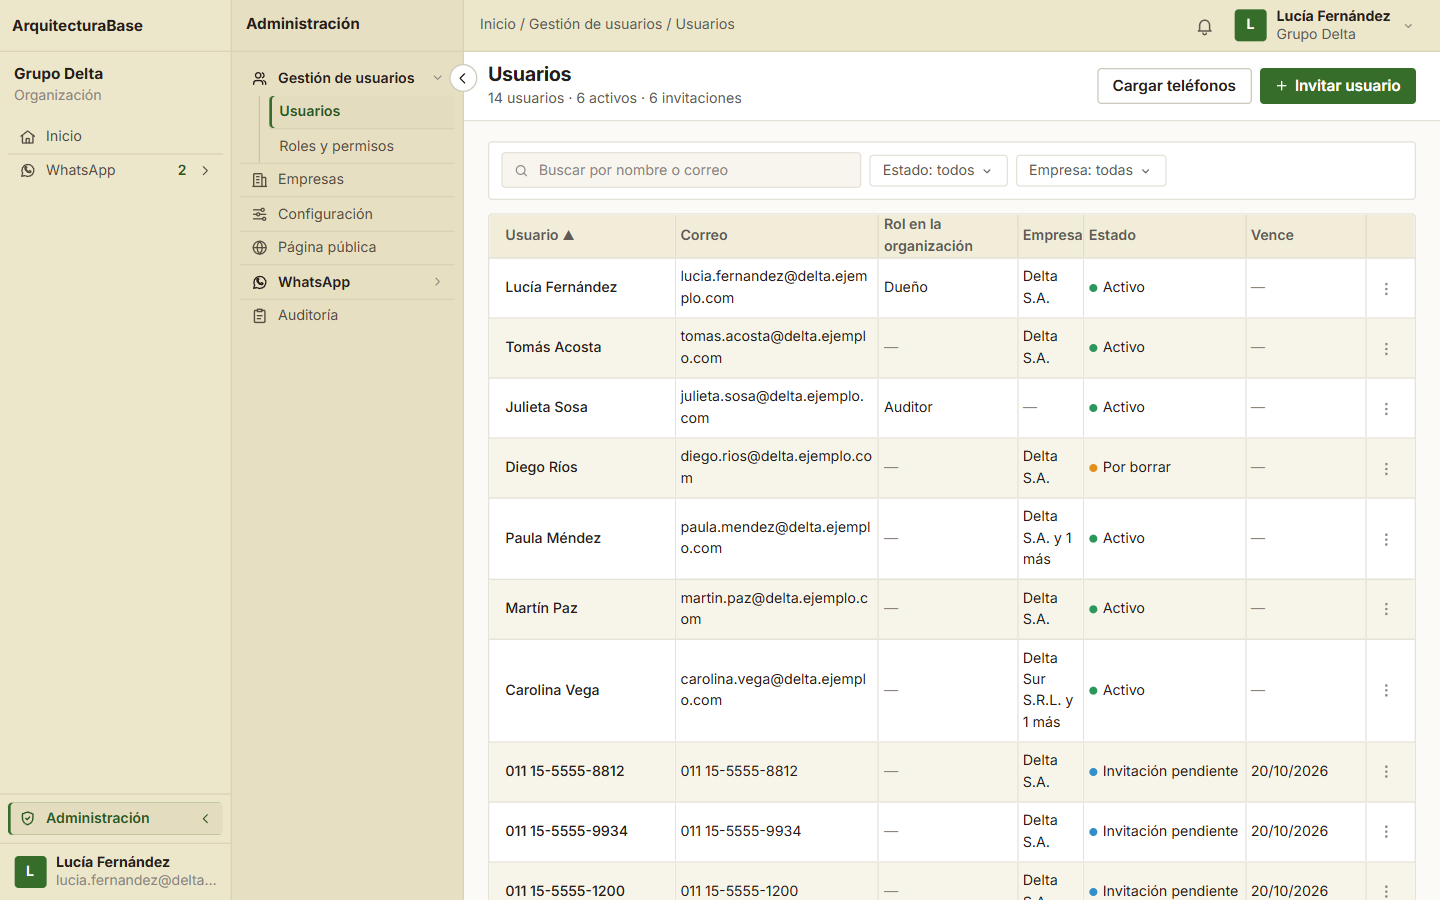 ArquitecturaBase
Grupo Delta
Organización
Inicio
WhatsApp 2
Administración
Lucía Fernández
lucia.fernandez@delta...
Administración
Gestión de usuarios
Usuarios
Roles y permisos
Empresas
Configuración
Página pública
WhatsApp
Auditoría
Inicio / Gestión de usuarios / Usuarios
L
Lucía Fernández
Grupo Delta
Usuarios
14 usuarios · 6 activos · 6 invitaciones
Cargar teléfonos
+ Invitar usuario
Buscar por nombre o correo
Estado: todos
Empresa: todas
Usuario ▲ Correo Rol en la organización Empresa Estado Vence
Lucía Fernández lucia.fernandez@delta.ejem
plo.com Dueño Delta
S.A. Activo —
Tomás Acosta tomas.acosta@delta.ejempl
o.com — Delta
S.A. Activo —
Julieta Sosa julieta.sosa@delta.ejemplo.
com Auditor — Activo —
Diego Ríos diego.rios@delta.ejemplo.co
m — Delta
S.A. Por borrar —
Paula Méndez paula.mendez@delta.ejempl
o.com — Delta
S.A. y 1
más Activo —
Martín Paz martin.paz@delta.ejemplo.c
om — Delta
S.A. Activo —
Carolina Vega carolina.vega@delta.ejempl
o.com — Delta
Sur
S.R.L. y
1 más Activo —
011 15-5555-8812 011 15-5555-8812 — Delta
S.A. Invitación pendiente 20/10/2026
011 15-5555-9934 011 15-5555-9934 — Delta
S.A. Invitación pendiente 20/10/2026
011 15-5555-1200 011 15-5555-1200 — Delta
S.A. Invitación pendiente 20/10/2026
L